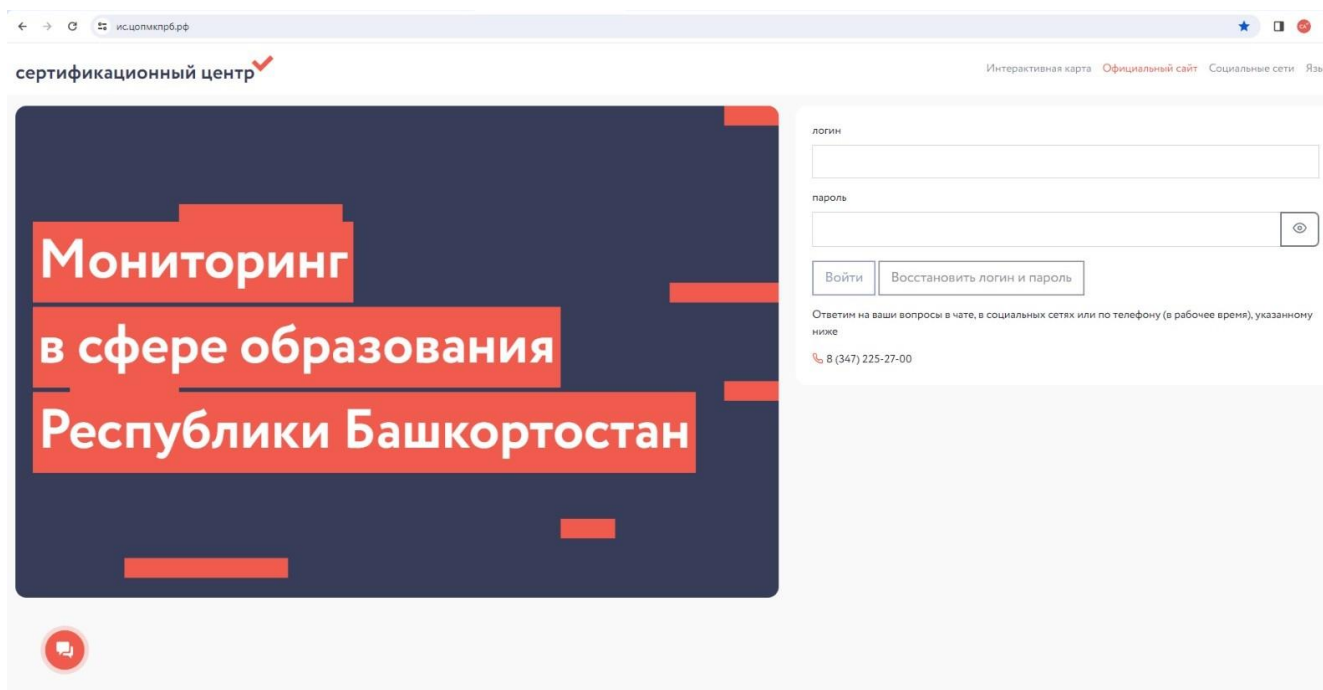 ис.цопмкпрб.рф
сертификационный центр
Интерактивная карта Официальный сайт Социальные сети
Мониторинг
в сфере образования
Республики Башкортостан
логин
пароль
Войти Восстановить логин и пароль
Ответим на ваши вопросы в чате, в социальных сетях или по телефону (в рабочее время), указанному
ниже
8 (347) 225-27-00